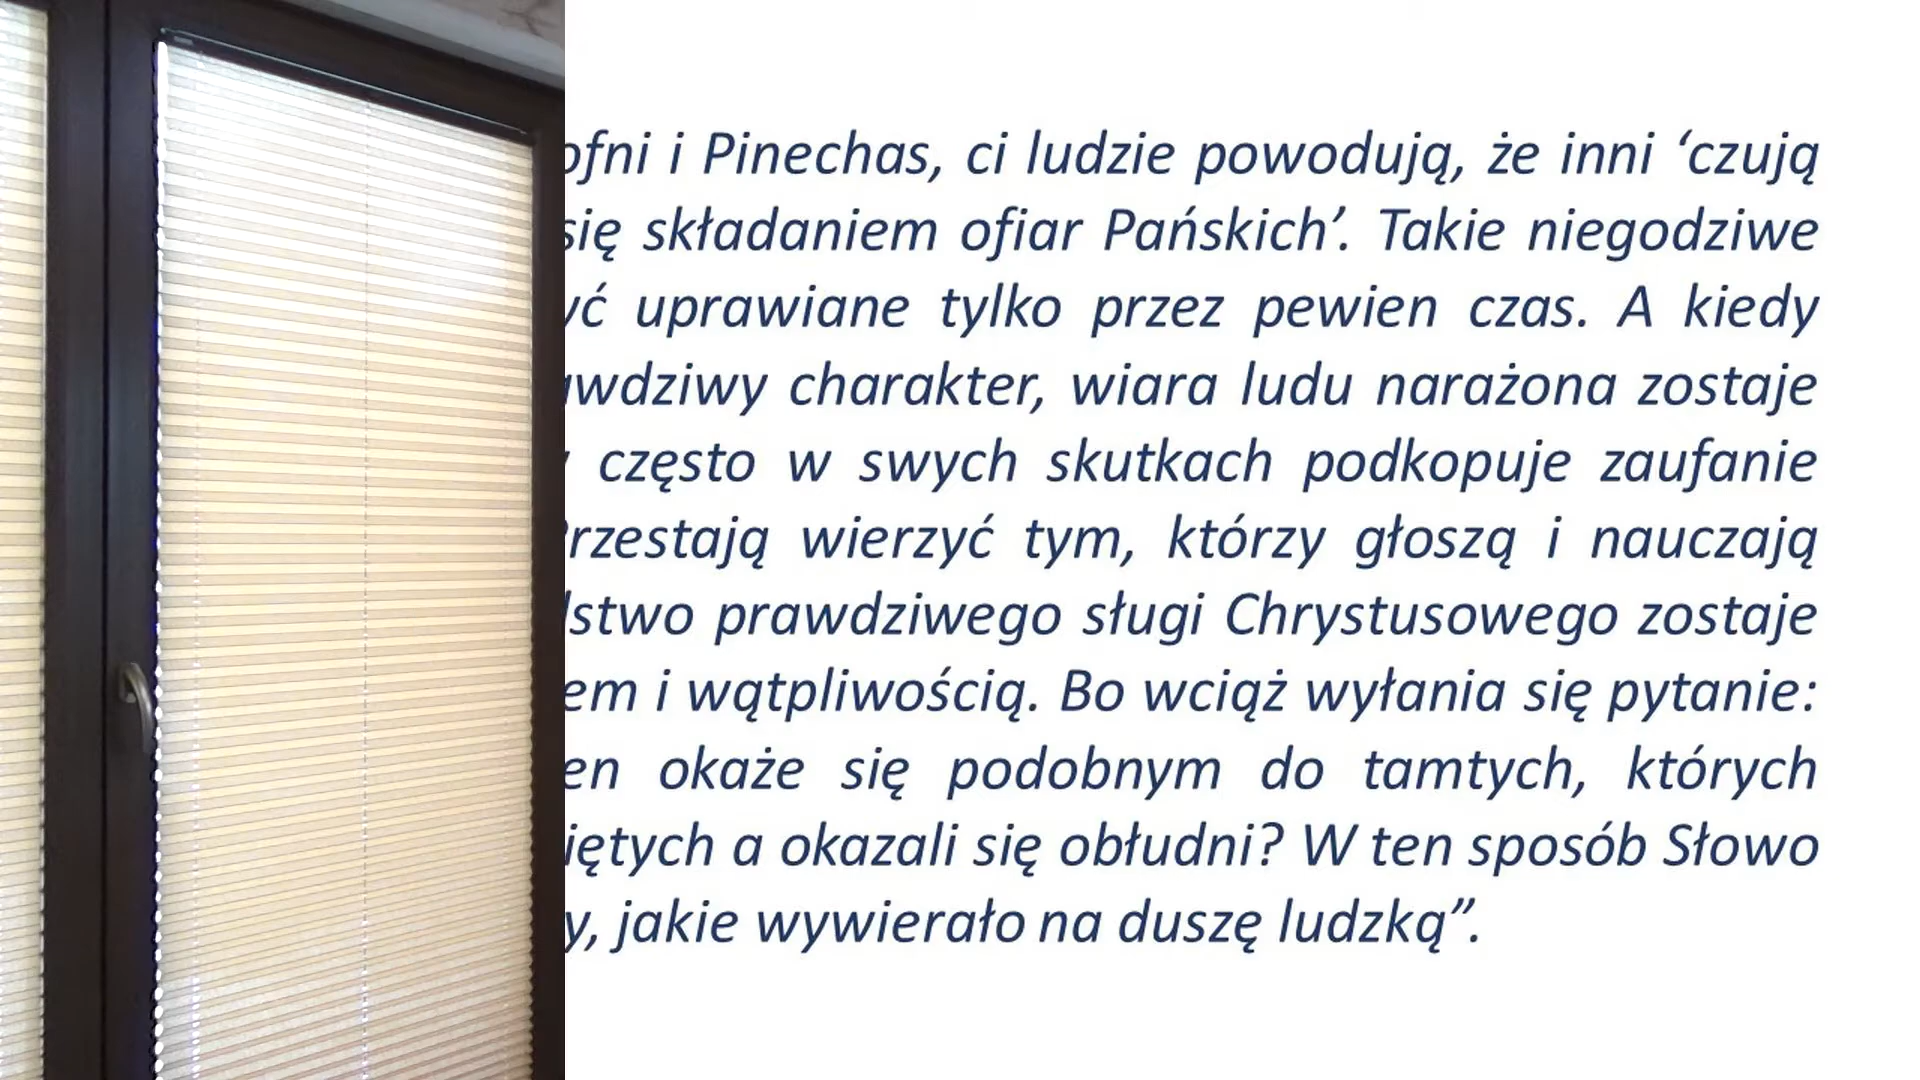 ofni i Pinechas, ci ludzie powodują, że inni ‘czują
się składaniem ofiar Pańskich’. Takie niegodziwe
yć uprawiane tylko przez pewien czas. A kiedy
awdziwy charakter, wiara ludu narażona zostaje
często w swych skutkach podkopuje zaufanie
Przestają wierzyć tym, którzy głoszą i nauczają
lstwo prawdziwego sługi Chrystusowego zostaje
em i wątpliwością. Bo wciąż wyłania się pytanie:
en okaże się podobnym do tamtych, których
iętych a okazali się obłudni? W ten sposób Słowo
y, jakie wywierało na duszę ludzką”.